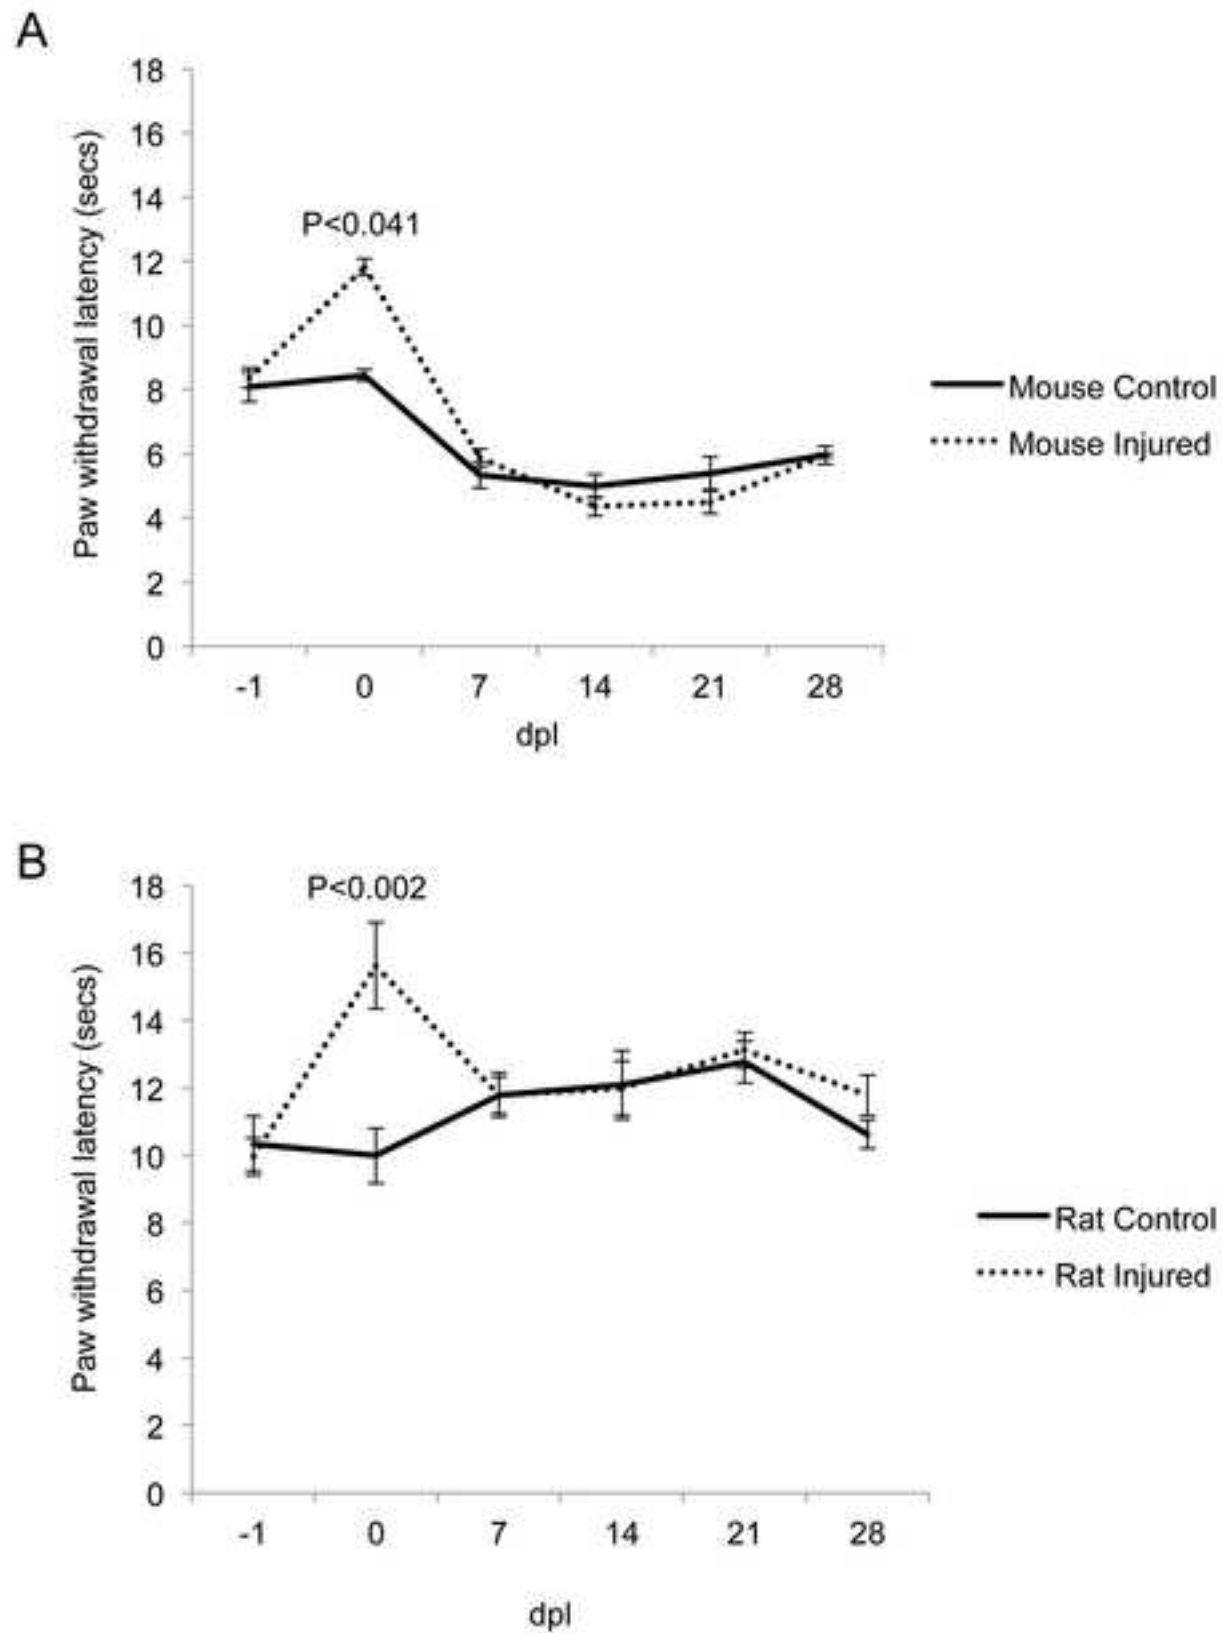 A
18
16
14
12
10
8
6
4
2
0
Paw withdrawal latency (secs)
P<0.041
Mouse Control
Mouse Injured
-1 0 7 14 21 28
dpl
B
18
16
14
12
10
8
6
4
2
0
Paw withdrawal latency (secs)
P<0.002
Rat Control
Rat Injured
-1 0 7 14 21 28
dpl